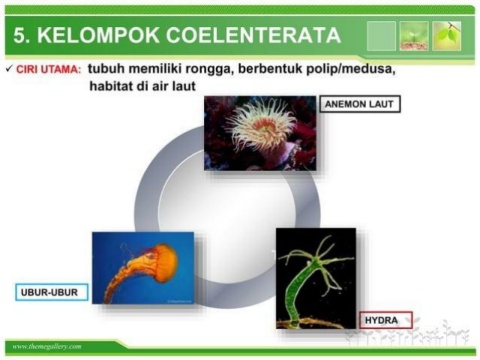 5. KELOMPOK COELENTERATA
✓ CIRI UTAMA: tubuh memiliki rongga, berbentuk polip/medusa,
habitat di air laut
ANEMON LAUT
UBUR-UBUR
HYDRA
www.themegallery.com